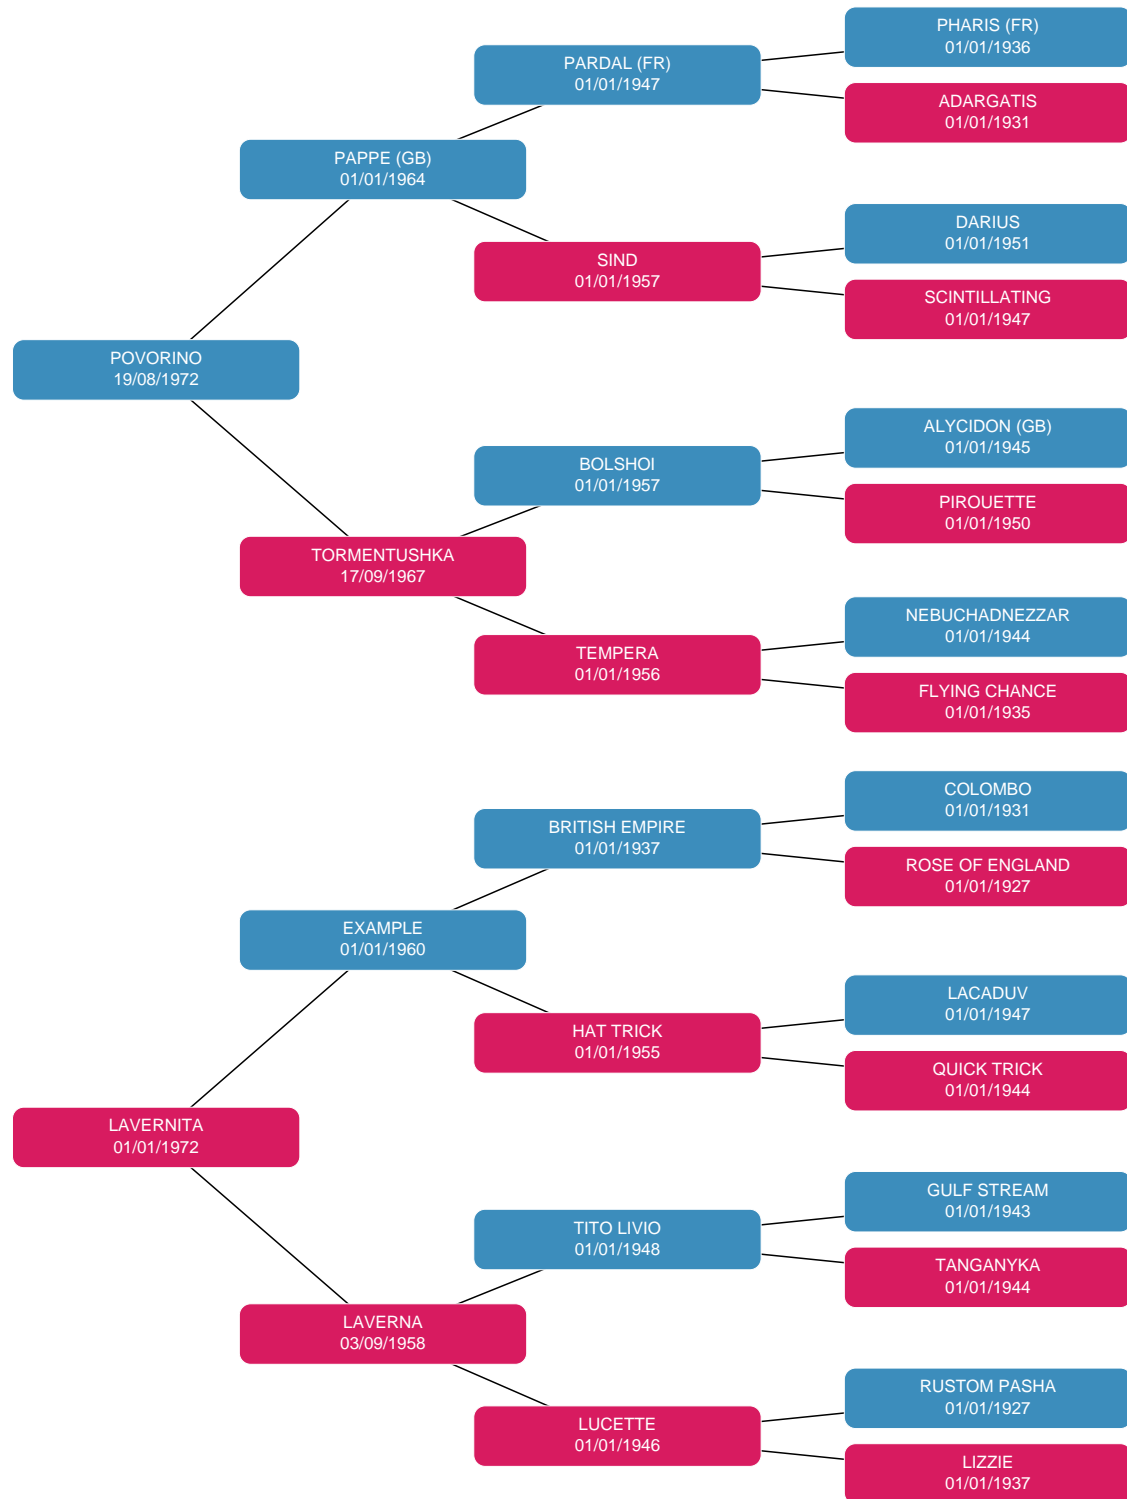 PHARIS (FR)
01/01/1936
PARDAL (FR)
01/01/1947
ADARGATIS
01/01/1931
PAPPE (GB)
01/01/1964
DARIUS
01/01/1951
SIND
01/01/1957
SCINTILLATING
01/01/1947
POVORINO
19/08/1972
ALYCIDON (GB)
01/01/1945
BOLSHOI
01/01/1957
PIROUETTE
01/01/1950
TORMENTUSHKA
17/09/1967
NEBUCHADNEZZAR
01/01/1944
TEMPERA
01/01/1956
FLYING CHANCE
01/01/1935
COLOMBO
01/01/1931
BRITISH EMPIRE
01/01/1937
ROSE OF ENGLAND
01/01/1927
EXAMPLE
01/01/1960
LACADUV
01/01/1947
HAT TRICK
01/01/1955
QUICK TRICK
01/01/1944
LAVERNITA
01/01/1972
GULF STREAM
01/01/1943
TITO LIVIO
01/01/1948
TANGANYKA
01/01/1944
LAVERNA
03/09/1958
RUSTOM PASHA
01/01/1927
LUCETTE
01/01/1946
LIZZIE
01/01/1937